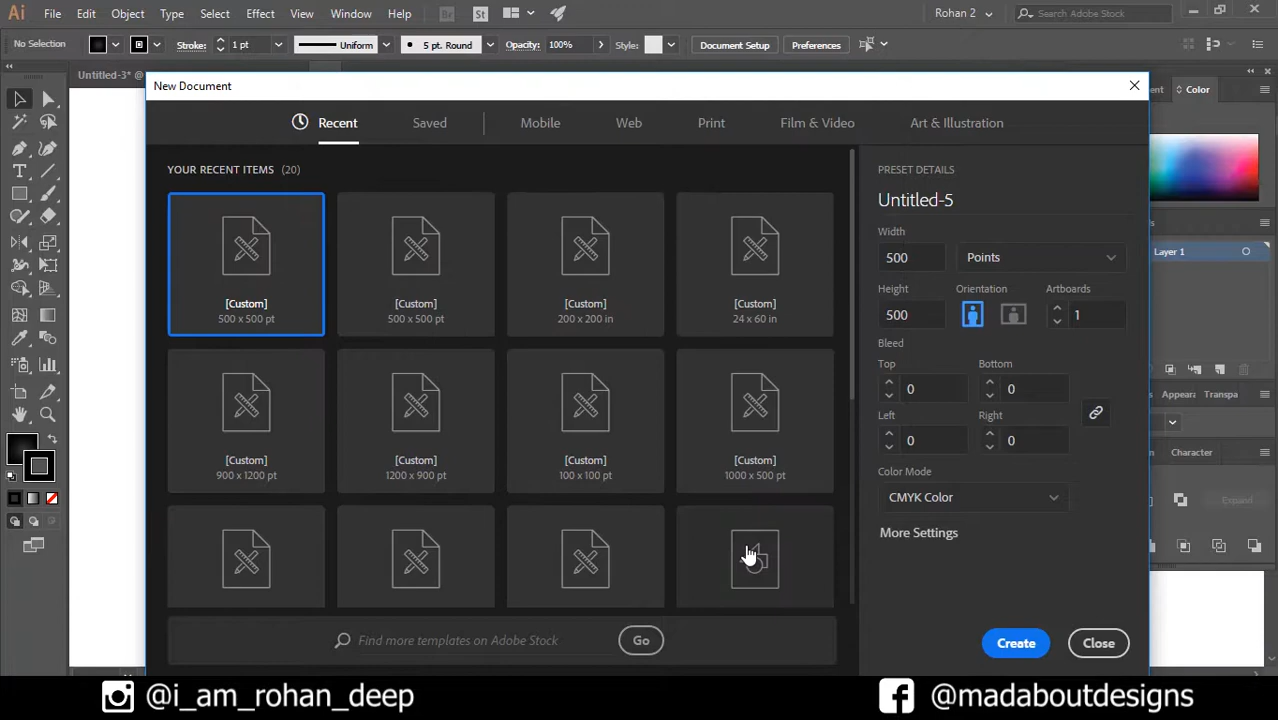 Ai File Edit Object Type Select Effect View Window Help Br St Rohan 2 Search Adobe Stock
No Selection Stroke: 1 pt Uniform 5 pt. Round Opacity: 100% Style: Document Setup Preferences
Untitled-3* @
Color
Layer 1
Appear Transpa
Character
Expand
New Document
Recent Saved Mobile Web Print Film & Video Art & Illustration
YOUR RECENT ITEMS (20)
[Custom] [Custom] [Custom] [Custom]
500 x 500 pt 500 x 500 pt 200 x 200 in 24 x 60 in
[Custom] [Custom] [Custom] [Custom]
900 x 1200 pt 1200 x 900 pt 100 x 100 pt 1000 x 500 pt
Find more templates on Adobe Stock Go
PRESET DETAILS
Untitled-5
Width
500 Points
Height Orientation Artboards
500 1
Bleed
Top Bottom
0 0
Left Right
0 0
Color Mode
CMYK Color
More Settings
Create Close
@i_am_rohan_deep @madaboutdesigns